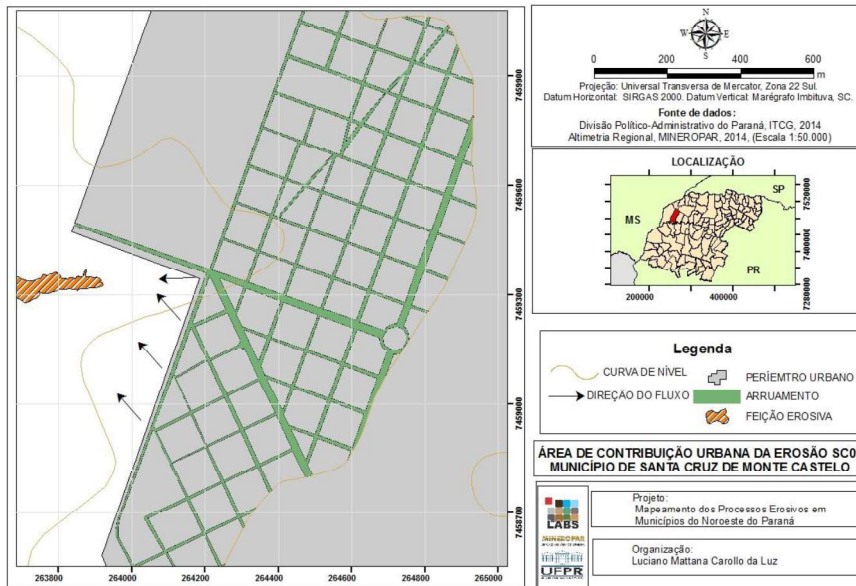 N
W E
S
0 200 400 600
m
Projeção: Universal Transversa de Mercator, Zona 22 Sul.
Datum Horizontal: SIRGAS 2000. Datum Vertical: Marégrafo Imbituva, SC.
Fonte de dados:
Divisão Político-Administrativo do Paraná, ITCG, 2014
Altimetria Regional, MINEROPAR, 2014, (Escala 1:50.000)
LOCALIZAÇÃO
SP
MS
PR
7520000
7400000
7280000
200000 400000
Legenda
CURVA DE NÍVEL
PERÍEMTRO URBANO
DIREÇÃO DO FLUXO
ARRUAMENTO
FEIÇÃO EROSIVA
ÁREA DE CONTRIBUIÇÃO URBANA DA EROSÃO SC0
MUNICÍPIO DE SANTA CRUZ DE MONTE CASTELO
LABS
MINEROPAR
UFPR
Projeto:
Mapeamento dos Processos Erosivos em
Municípios do Noroeste do Paraná
Organização:
Luciano Mattana Carollo da Luz
7459900
7459600
7459300
7459000
7458700
263800 264000 264200 264400 264600 264800 265000